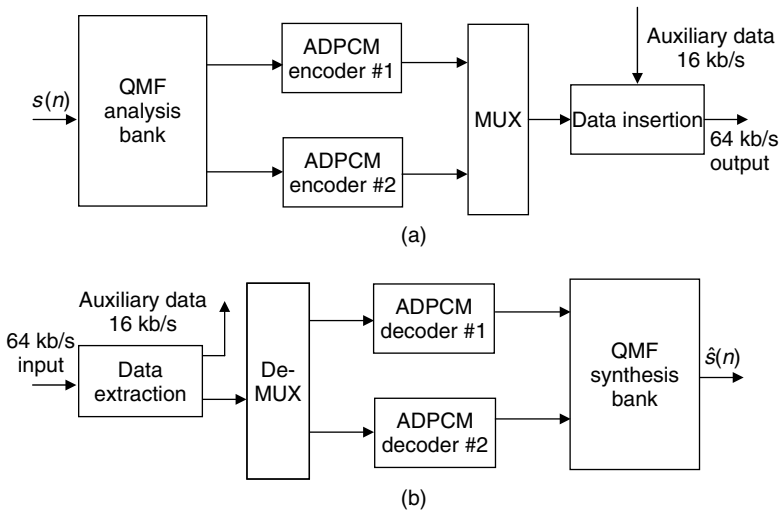 s(n)
QMF
analysis
bank
ADPCM
encoder #1
ADPCM
encoder #2
MUX
Auxiliary data
16 kb/s
Data insertion
64 kb/s
output
(a)
64 kb/s
input
Auxiliary data
16 kb/s
Data
extraction
De-
MUX
ADPCM
decoder #1
ADPCM
decoder #2
QMF
synthesis
bank
ŝ(n)
(b)